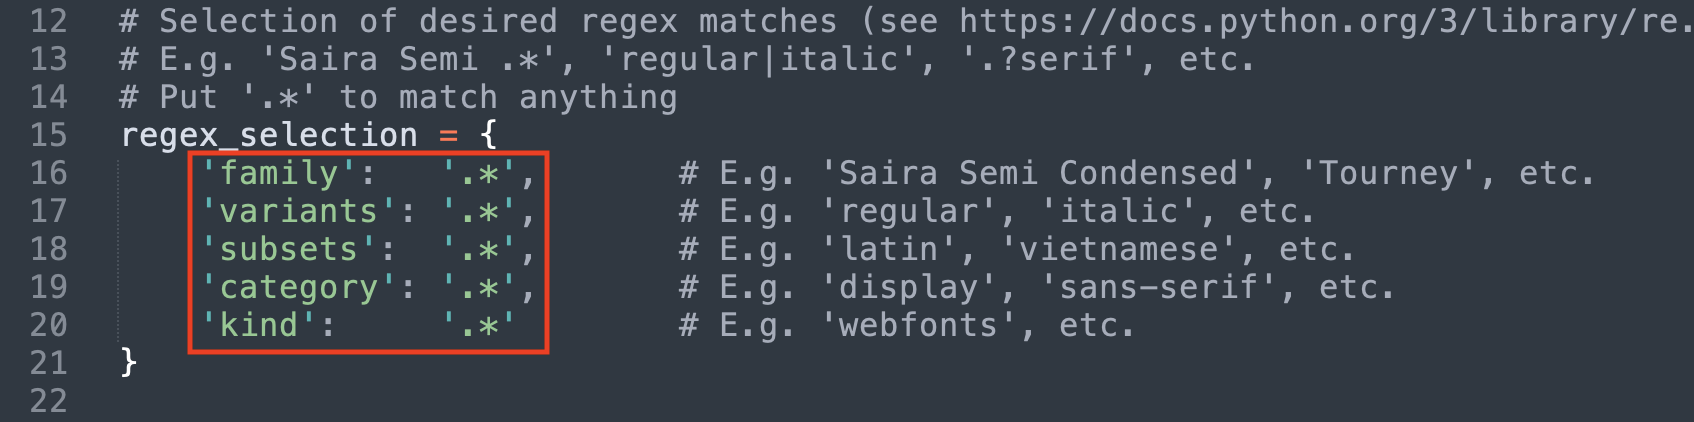 12 # Selection of desired regex matches (see https://docs.python.org/3/library/re.
13 # E.g. 'Saira Semi .*', 'regular|italic', '.?serif', etc.
14 # Put '.*' to match anything
15 regex_selection = {
16     'family':   '.*',       # E.g. 'Saira Semi Condensed', 'Tourney', etc.
17     'variants': '.*',       # E.g. 'regular', 'italic', etc.
18     'subsets':  '.*',       # E.g. 'latin', 'vietnamese', etc.
19     'category': '.*',       # E.g. 'display', 'sans-serif', etc.
20     'kind':     '.*'        # E.g. 'webfonts', etc.
21 }
22